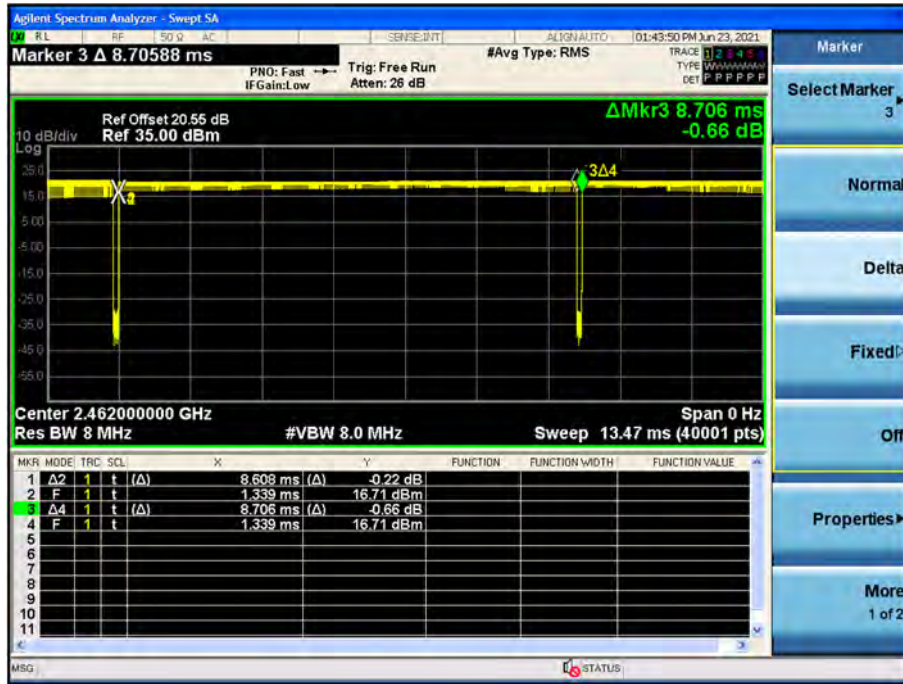 Agilent Spectrum Analyzer - Swept SA
RL RF 50 Ω AC SENSE:INT ALIGNAUTO 01:43:50 PM Jun 23, 2021
Marker 3 Δ 8.70588 ms
#Avg Type: RMS
TRACE 1 2 3 4 5 6
TYPE
DET P P P P P P
PNO: Fast
IFGain:Low
Trig: Free Run
Atten: 26 dB
Marker
Select Marker
3
Normal
Delta
Fixed
Off
Properties
More
1 of 2
ΔMkr3 8.706 ms
-0.66 dB
Ref Offset 20.55 dB
Ref 35.00 dBm
10 dB/div
Log
25.0
15.0
5.00
-5.00
-15.0
-25.0
-35.0
-45.0
-55.0
3Δ4
Center 2.462000000 GHz
Span 0 Hz
Res BW 8 MHz
#VBW 8.0 MHz
Sweep 13.47 ms (40001 pts)
MKR MODE TRC SCL X Y FUNCTION FUNCTION WIDTH FUNCTION VALUE
1 Δ2 1 t (Δ) 8.608 ms (Δ) -0.22 dB
2 F 1 t 1.339 ms 16.71 dBm
3 Δ4 1 t (Δ) 8.706 ms (Δ) -0.66 dB
4 F 1 t 1.339 ms 16.71 dBm
5
6
7
8
9
10
11
MSG
STATUS